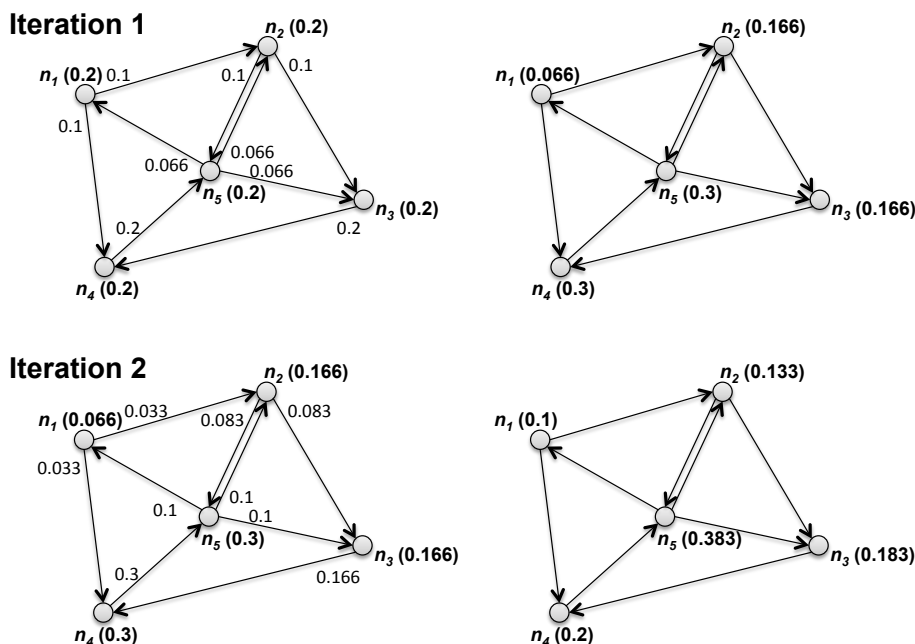 Iteration 1
n2 (0.2)
n1 (0.2)
0.1
0.1
0.1
0.1
0.066
0.066
0.066
n5 (0.2)
n3 (0.2)
0.2
0.2
n4 (0.2)
n2 (0.166)
n1 (0.066)
n5 (0.3)
n3 (0.166)
n4 (0.3)
Iteration 2
n2 (0.166)
n1 (0.066)
0.033
0.083
0.083
0.033
0.1
0.1
0.1
n5 (0.3)
n3 (0.166)
0.3
0.166
n4 (0.3)
n2 (0.133)
n1 (0.1)
n5 (0.383)
n3 (0.183)
n4 (0.2)